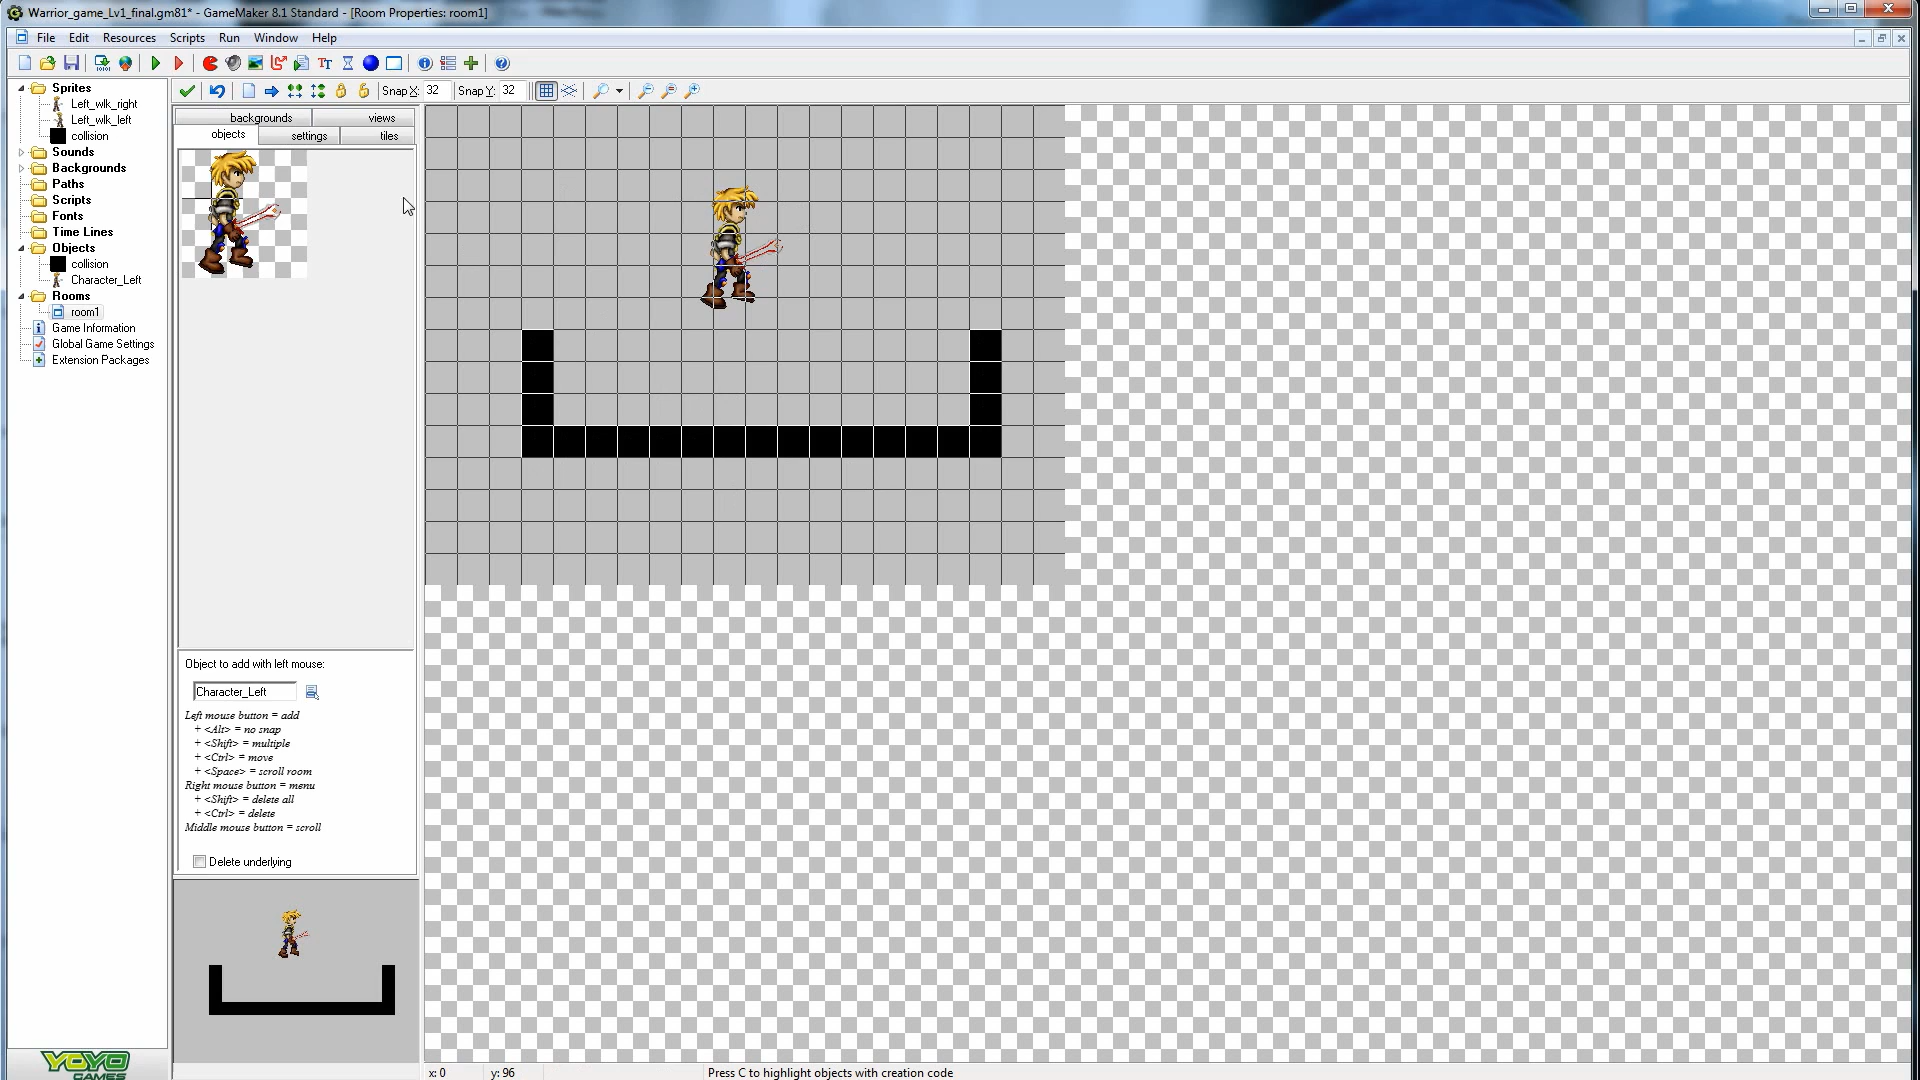 Warrior_game_Lv1_final.gm81* - GameMaker 8.1 Standard - [Room Properties: room1]
File Edit Resources Scripts Run Window Help
Snap X: 32 Snap Y: 32
Sprites
Left_wlk_right
Left_wlk_left
collision
Sounds
Backgrounds
Paths
Scripts
Fonts
Time Lines
Objects
collision
Character_Left
Rooms
room1
Game Information
Global Game Settings
Extension Packages
YOYO
GAMES
backgrounds views
objects settings tiles
Object to add with left mouse:
Character_Left
Left mouse button = add
+ <Alt> = no snap
+ <Shift> = multiple
+ <Ctrl> = move
+ <Space> = scroll room
Right mouse button = menu
+ <Shift> = delete all
+ <Ctrl> = delete
Middle mouse button = scroll
Delete underlying
x: 0 y: 96 Press C to highlight objects with creation code